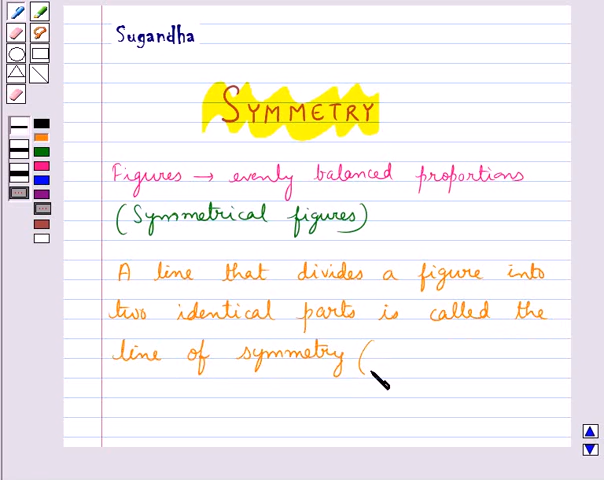 Sugandha
SYMMETRY
Figures → evenly balanced proportions
(Symmetrical figures)
A line that divides a figure into
two identical parts is called the
line of symmetry (